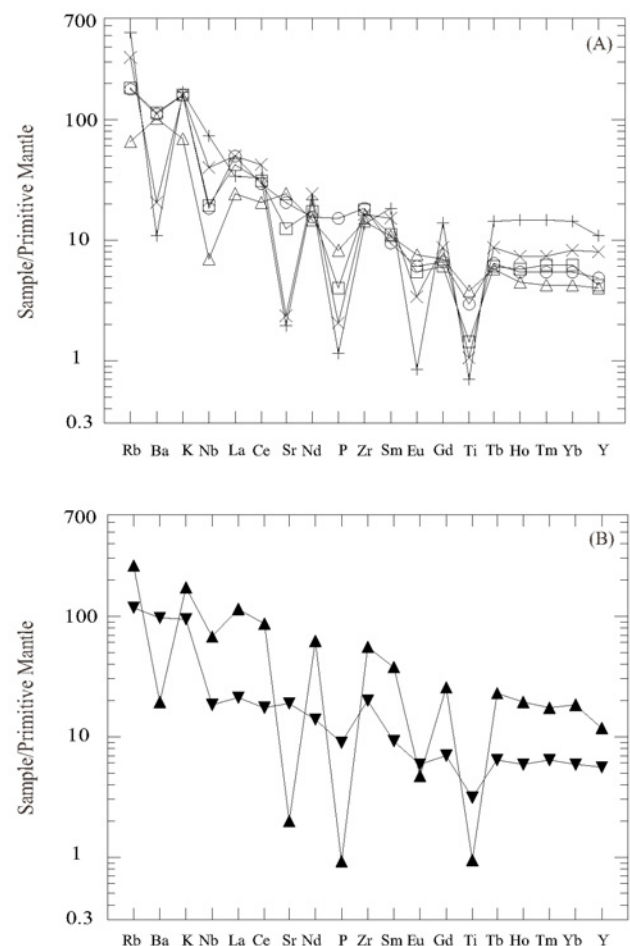 700
(A)
100
10
1
0.3
Sample/Primitive Mantle
Rb Ba K Nb La Ce Sr Nd P Zr Sm Eu Gd Ti Tb Ho Tm Yb Y
700
(B)
100
10
1
0.3
Sample/Primitive Mantle
Rb Ba K Nb La Ce Sr Nd P Zr Sm Eu Gd Ti Tb Ho Tm Yb Y